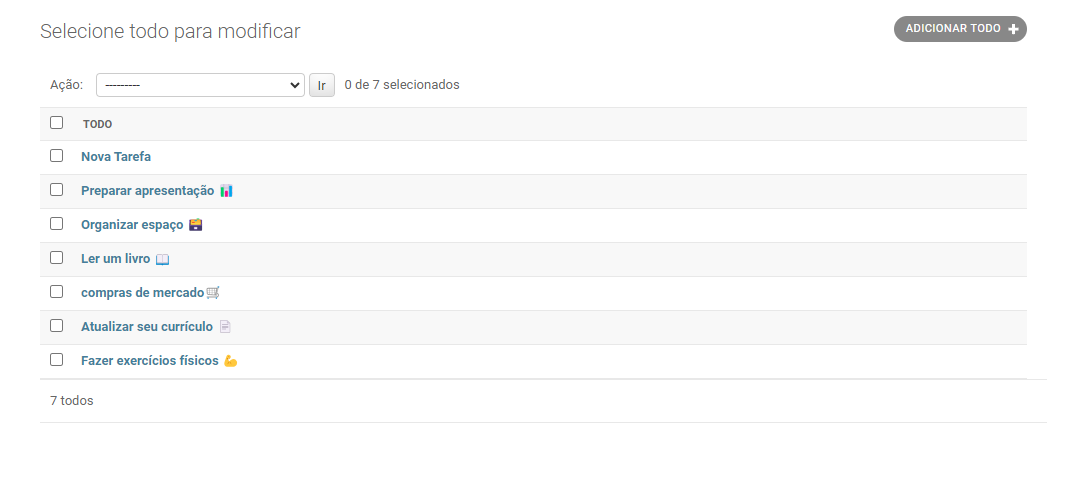 Selecione todo para modificar
ADICIONAR TODO
Ação: --------- Ir 0 de 7 selecionados
TODO
Nova Tarefa
Preparar apresentação 📊
Organizar espaço 🗃️
Ler um livro 📖
compras de mercado🛒
Atualizar seu currículo 📄
Fazer exercícios físicos 💪
7 todos